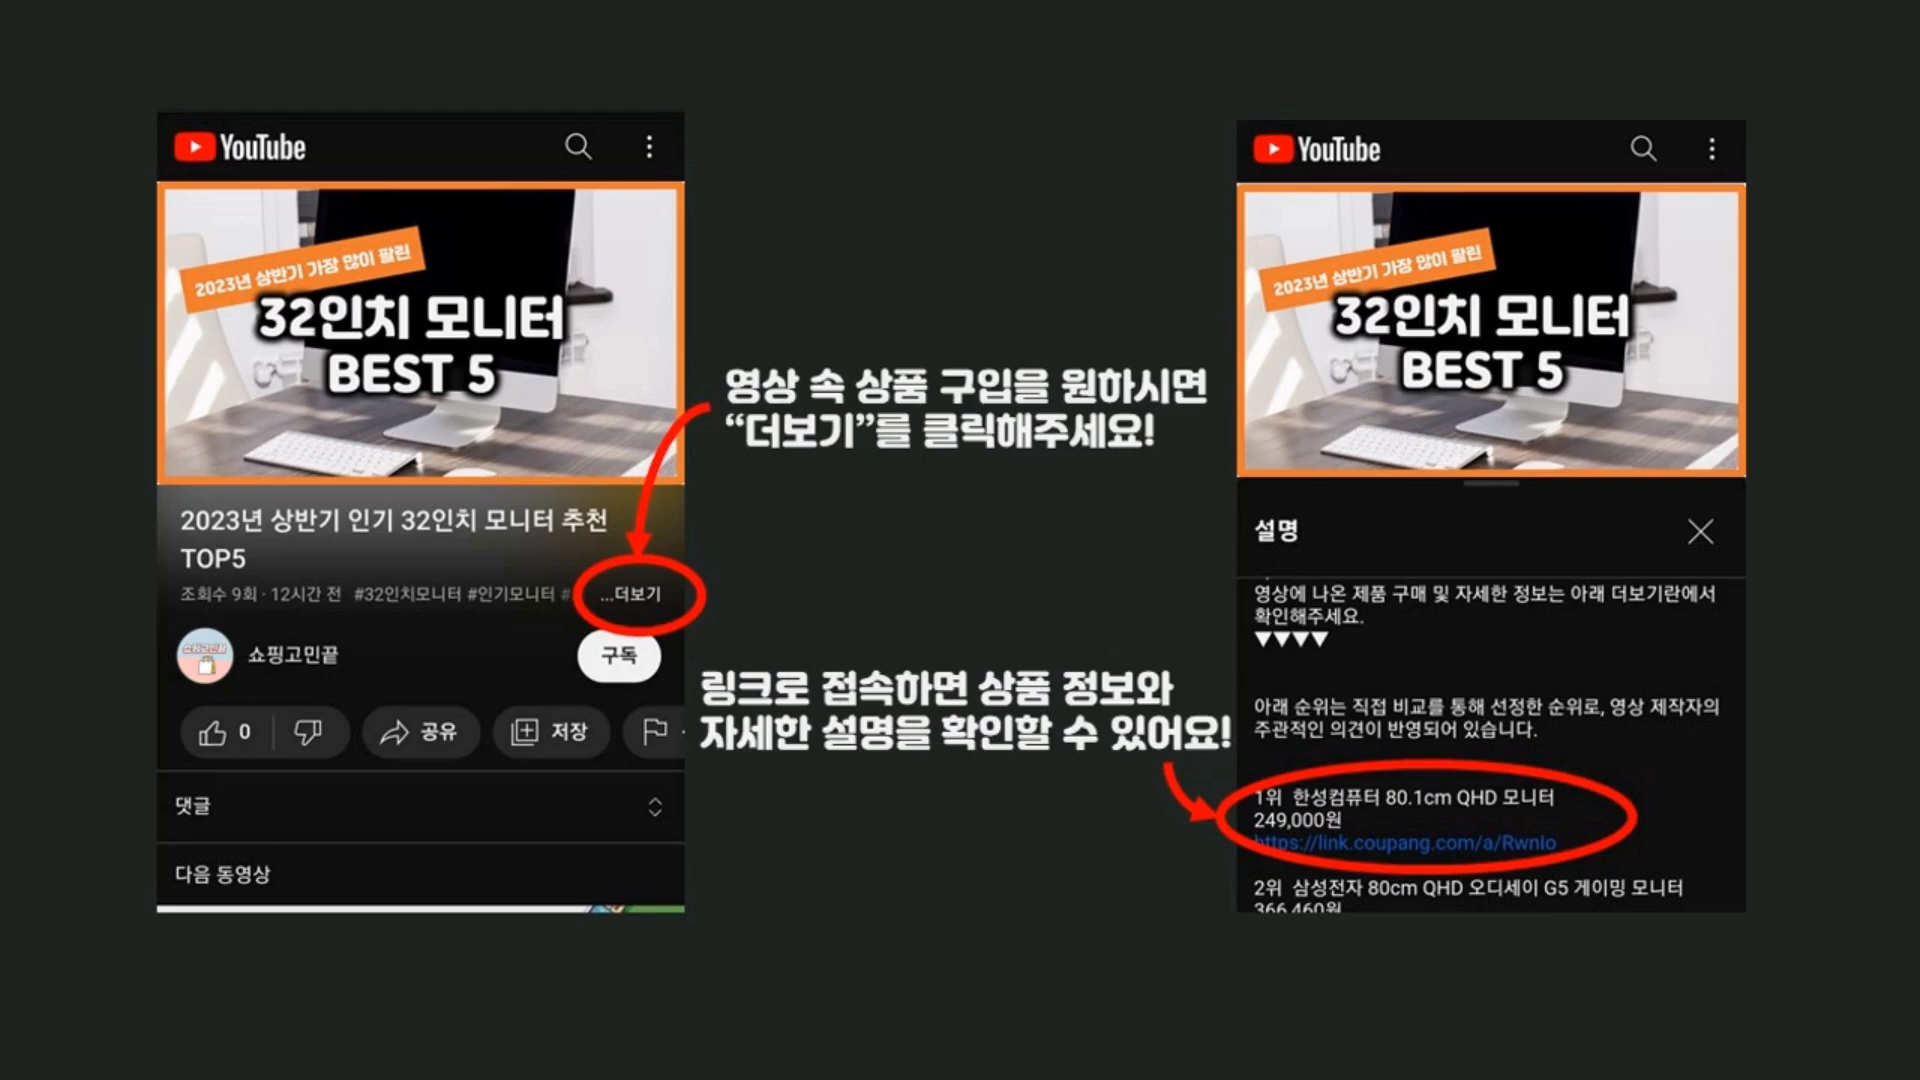 YouTube
2023년 상반기 가장 많이 팔린
32인치 모니터
BEST 5
2023년 상반기 인기 32인치 모니터 추천
TOP5
조회수 9회 · 12시간 전 #32인치모니터 #인기모니터 #
...더보기
쇼핑고민끝
쇼핑고민끝
구독
0
공유
저장
댓글
다음 동영상
영상 속 상품 구입을 원하시면
“더보기”를 클릭해주세요!
링크로 접속하면 상품 정보와
자세한 설명을 확인할 수 있어요!
YouTube
2023년 상반기 가장 많이 팔린
32인치 모니터
BEST 5
설명
영상에 나온 제품 구매 및 자세한 정보는 아래 더보기란에서
확인해주세요.
▼▼▼▼
아래 순위는 직접 비교를 통해 선정한 순위로, 영상 제작자의
주관적인 의견이 반영되어 있습니다.
1위 한성컴퓨터 80.1cm QHD 모니터
249,000원
https://link.coupang.com/a/RwnIo
2위 삼성전자 80cm QHD 오디세이 G5 게이밍 모니터
366,460원